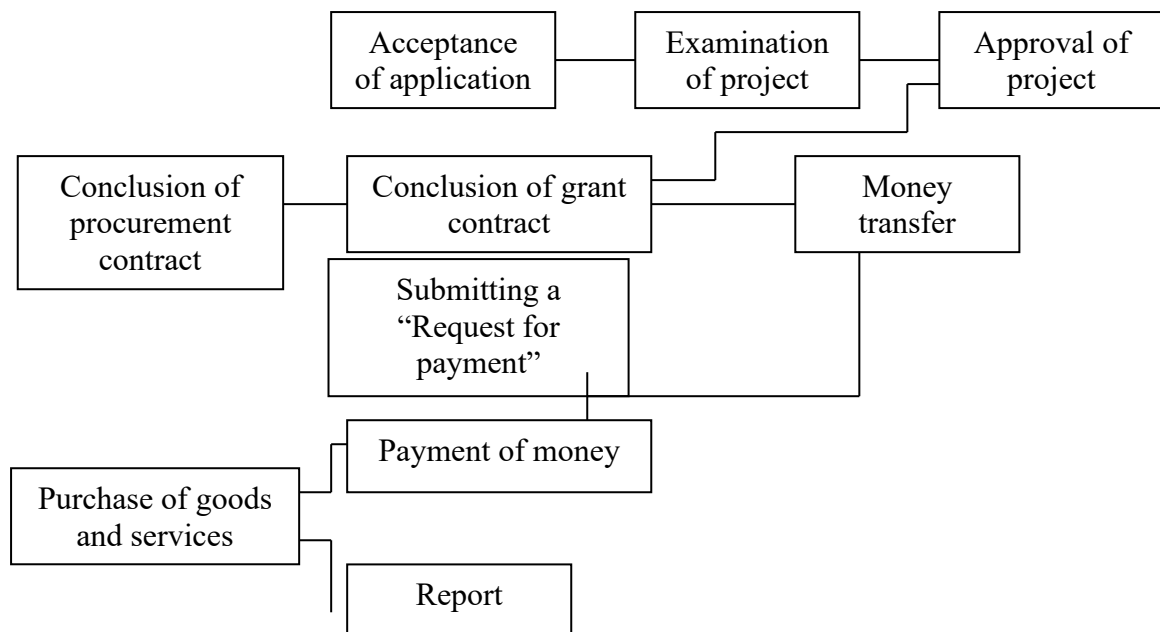 Acceptance
of application
Examination
of project
Approval of
project
Conclusion of
procurement
contract
Conclusion of grant
contract
Money
transfer
Submitting a
“Request for
payment”
Payment of money
Purchase of goods
and services
Report